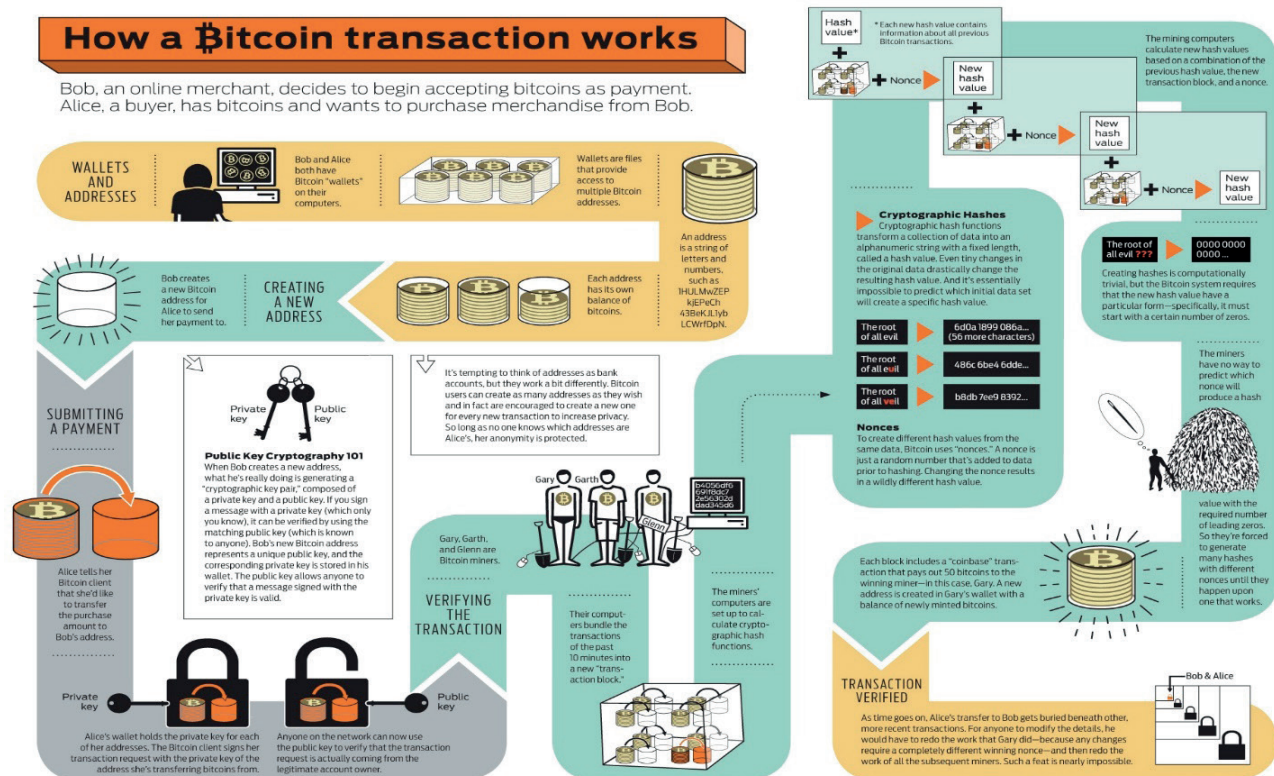 How a Bitcoin transaction works
Bob, an online merchant, decides to begin accepting bitcoins as payment.
Alice, a buyer, has bitcoins and wants to purchase merchandise from Bob.
WALLETS
AND
ADDRESSES
Bob and Alice
both have
Bitcoin "wallets"
on their
computers.
Wallets are files
that provide
access to
multiple Bitcoin
addresses.
An address
is a string of
letters and
numbers,
such as
1HULMwZEP
kjEPeCh
43BeKJL1yb
LCWrfDpN.
Each address
has its own
balance of
bitcoins.
CREATING
A NEW
ADDRESS
Bob creates
a new Bitcoin
address for
Alice to send
her payment to.
SUBMITTING
A PAYMENT
Private
key
Public
key
Public Key Cryptography 101
When Bob creates a new address,
what he's really doing is generating a
"cryptographic key pair," composed of
a private key and a public key. If you sign
a message with a private key (which only
you know), it can be verified by using the
matching public key (which is known
to anyone). Bob's new Bitcoin address
represents a unique public key, and the
corresponding private key is stored in his
wallet. The public key allows anyone to
verify that a message signed with the
private key is valid.
It's tempting to think of addresses as bank
accounts, but they work a bit differently. Bitcoin
users can create as many addresses as they wish
and in fact are encouraged to create a new one
for every new transaction to increase privacy.
So long as no one knows which addresses are
Alice's, her anonymity is protected.
Alice tells her
Bitcoin client
that she'd like
to transfer
the purchase
amount to
Bob's address.
Private
key
Public
key
Alice's wallet holds the private key for each
of her addresses. The Bitcoin client signs her
transaction request with the private key of the
address she's transferring bitcoins from.
Anyone on the network can now use
the public key to verify that the transaction
request is actually coming from the
legitimate account owner.
VERIFYING
THE
TRANSACTION
Gary, Garth,
and Glenn are
Bitcoin miners.
Gary
Garth
Glenn
b4056df6
691f8dc7
2e56302d
dad345d6
Their comput-
ers bundle the
transactions
of the past
10 minutes into
a new "trans-
action block."
The miners'
computers are
set up to cal-
culate crypto-
graphic hash
functions.
Cryptographic Hashes
Cryptographic hash functions
transform a collection of data into an
alphanumeric string with a fixed length,
called a hash value. Even tiny changes in
the original data drastically change the
resulting hash value. And it's essentially
impossible to predict which initial data set
will create a specific hash value.
The root
of all evil
6d0a 1899 086a...
(56 more characters)
The root
of all euil
486c 6be4 6dde...
The root
of all veil
b8db 7ee9 8392...
Nonces
To create different hash values from the
same data, Bitcoin uses "nonces." A nonce is
just a random number that's added to data
prior to hashing. Changing the nonce results
in a wildly different hash value.
Hash
value*
* Each new hash value contains
information about all previous
Bitcoin transactions.
+
+ Nonce
New
hash
value
+
+ Nonce
New
hash
value
+
+ Nonce
New
hash
value
The mining computers
calculate new hash values
based on a combination of the
previous hash value, the new
transaction block, and a nonce.
The root of
all evil ???
0000 0000
0000 ...
Creating hashes is computationally
trivial, but the Bitcoin system requires
that the new hash value have a
particular form—specifically, it must
start with a certain number of zeros.
The miners
have no way to
predict which
nonce will
produce a hash
value with the
required number
of leading zeros.
So they're forced
to generate
many hashes
with different
nonces until they
happen upon
one that works.
Each block includes a "coinbase" trans-
action that pays out 50 bitcoins to the
winning miner—in this case, Gary. A new
address is created in Gary's wallet with a
balance of newly minted bitcoins.
TRANSACTION
VERIFIED
Bob & Alice
As time goes on, Alice's transfer to Bob gets buried beneath other,
more recent transactions. For anyone to modify the details, he
would have to redo the work that Gary did—because any changes
require a completely different winning nonce—and then redo the
work of all the subsequent miners. Such a feat is nearly impossible.